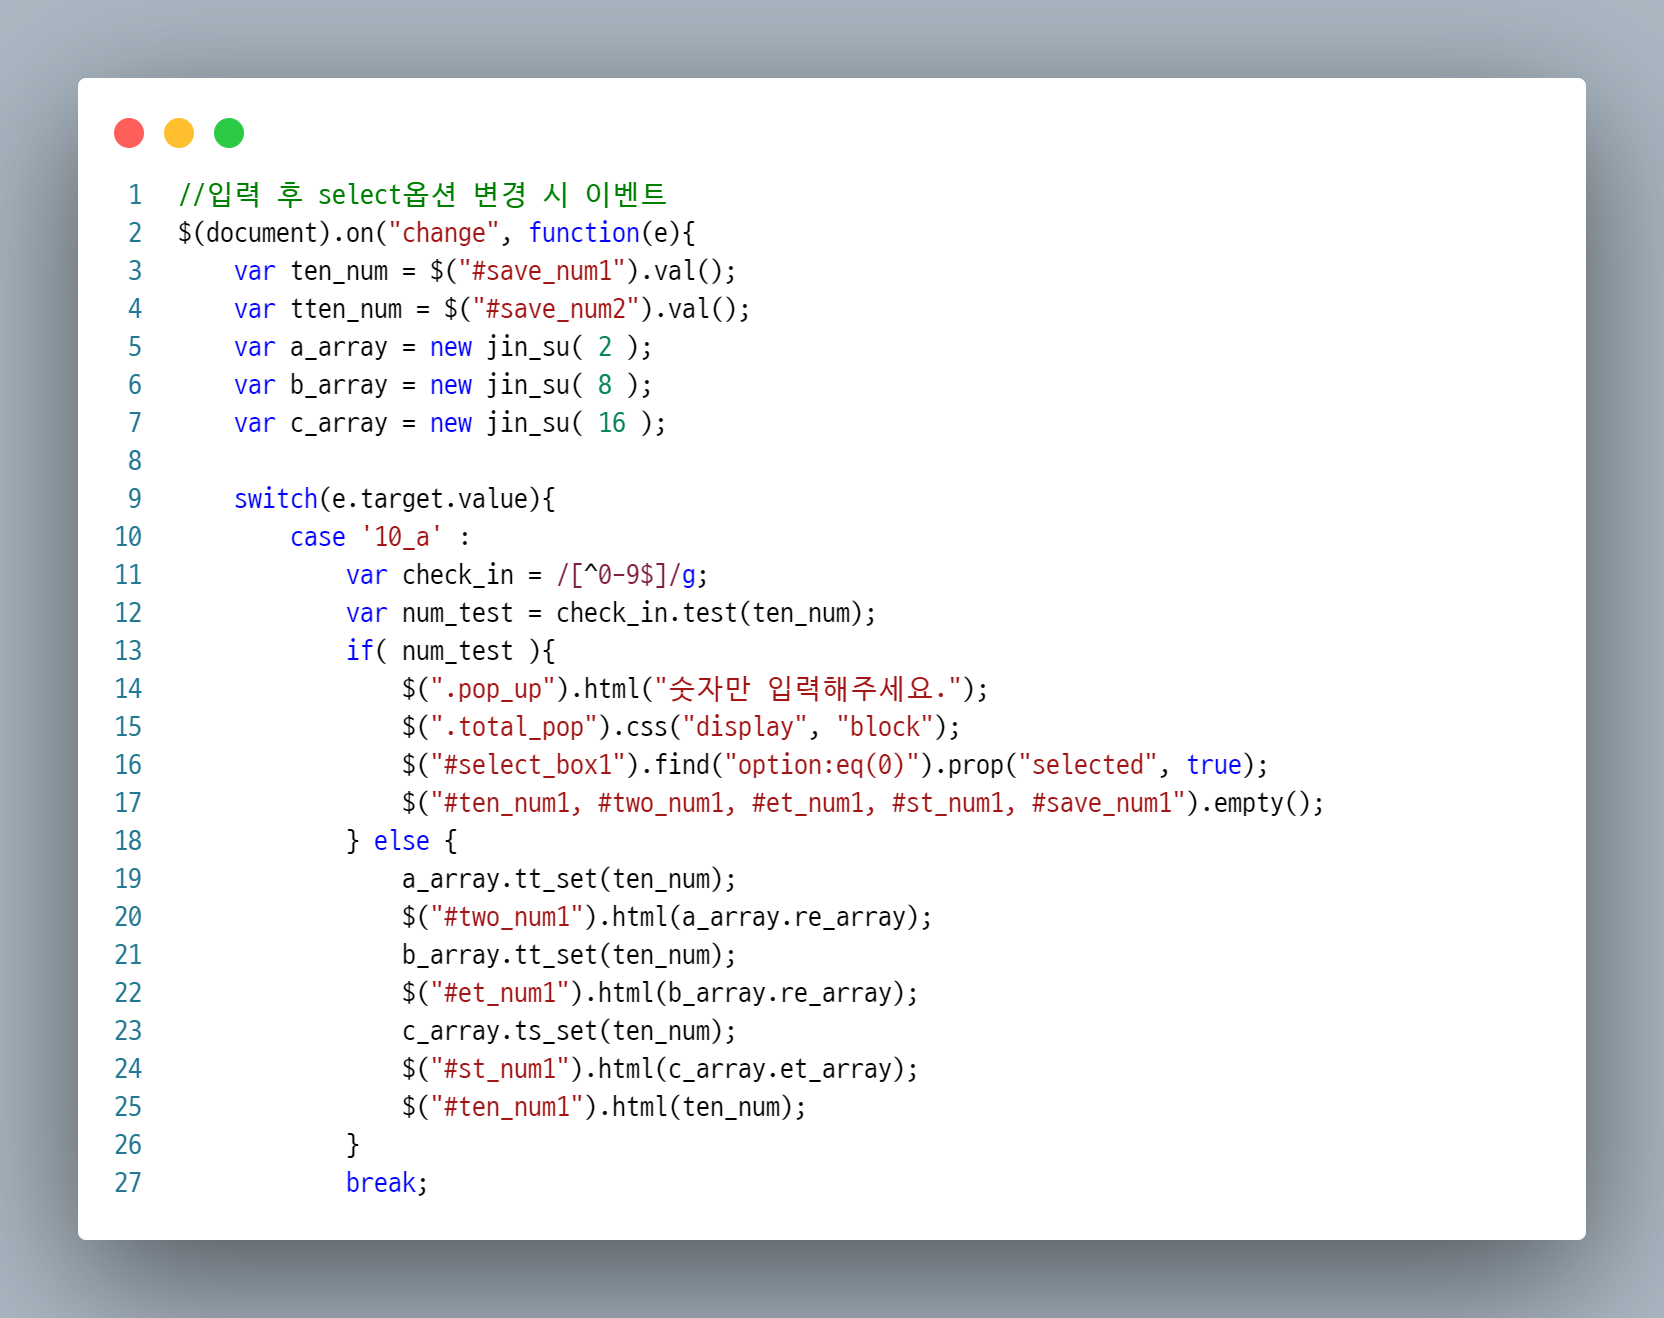 1 //입력 후 select옵션 변경 시 이벤트
2 $(document).on("change", function(e){
3     var ten_num = $("#save_num1").val();
4     var tten_num = $("#save_num2").val();
5     var a_array = new jin_su( 2 );
6     var b_array = new jin_su( 8 );
7     var c_array = new jin_su( 16 );
8
9     switch(e.target.value){
10         case '10_a' :
11             var check_in = /[^0-9$]/g;
12             var num_test = check_in.test(ten_num);
13             if( num_test ){
14                 $(".pop_up").html("숫자만 입력해주세요.");
15                 $(".total_pop").css("display", "block");
16                 $("#select_box1").find("option:eq(0)").prop("selected", true);
17                 $("#ten_num1, #two_num1, #et_num1, #st_num1, #save_num1").empty();
18             } else {
19                 a_array.tt_set(ten_num);
20                 $("#two_num1").html(a_array.re_array);
21                 b_array.tt_set(ten_num);
22                 $("#et_num1").html(b_array.re_array);
23                 c_array.ts_set(ten_num);
24                 $("#st_num1").html(c_array.et_array);
25                 $("#ten_num1").html(ten_num);
26             }
27             break;